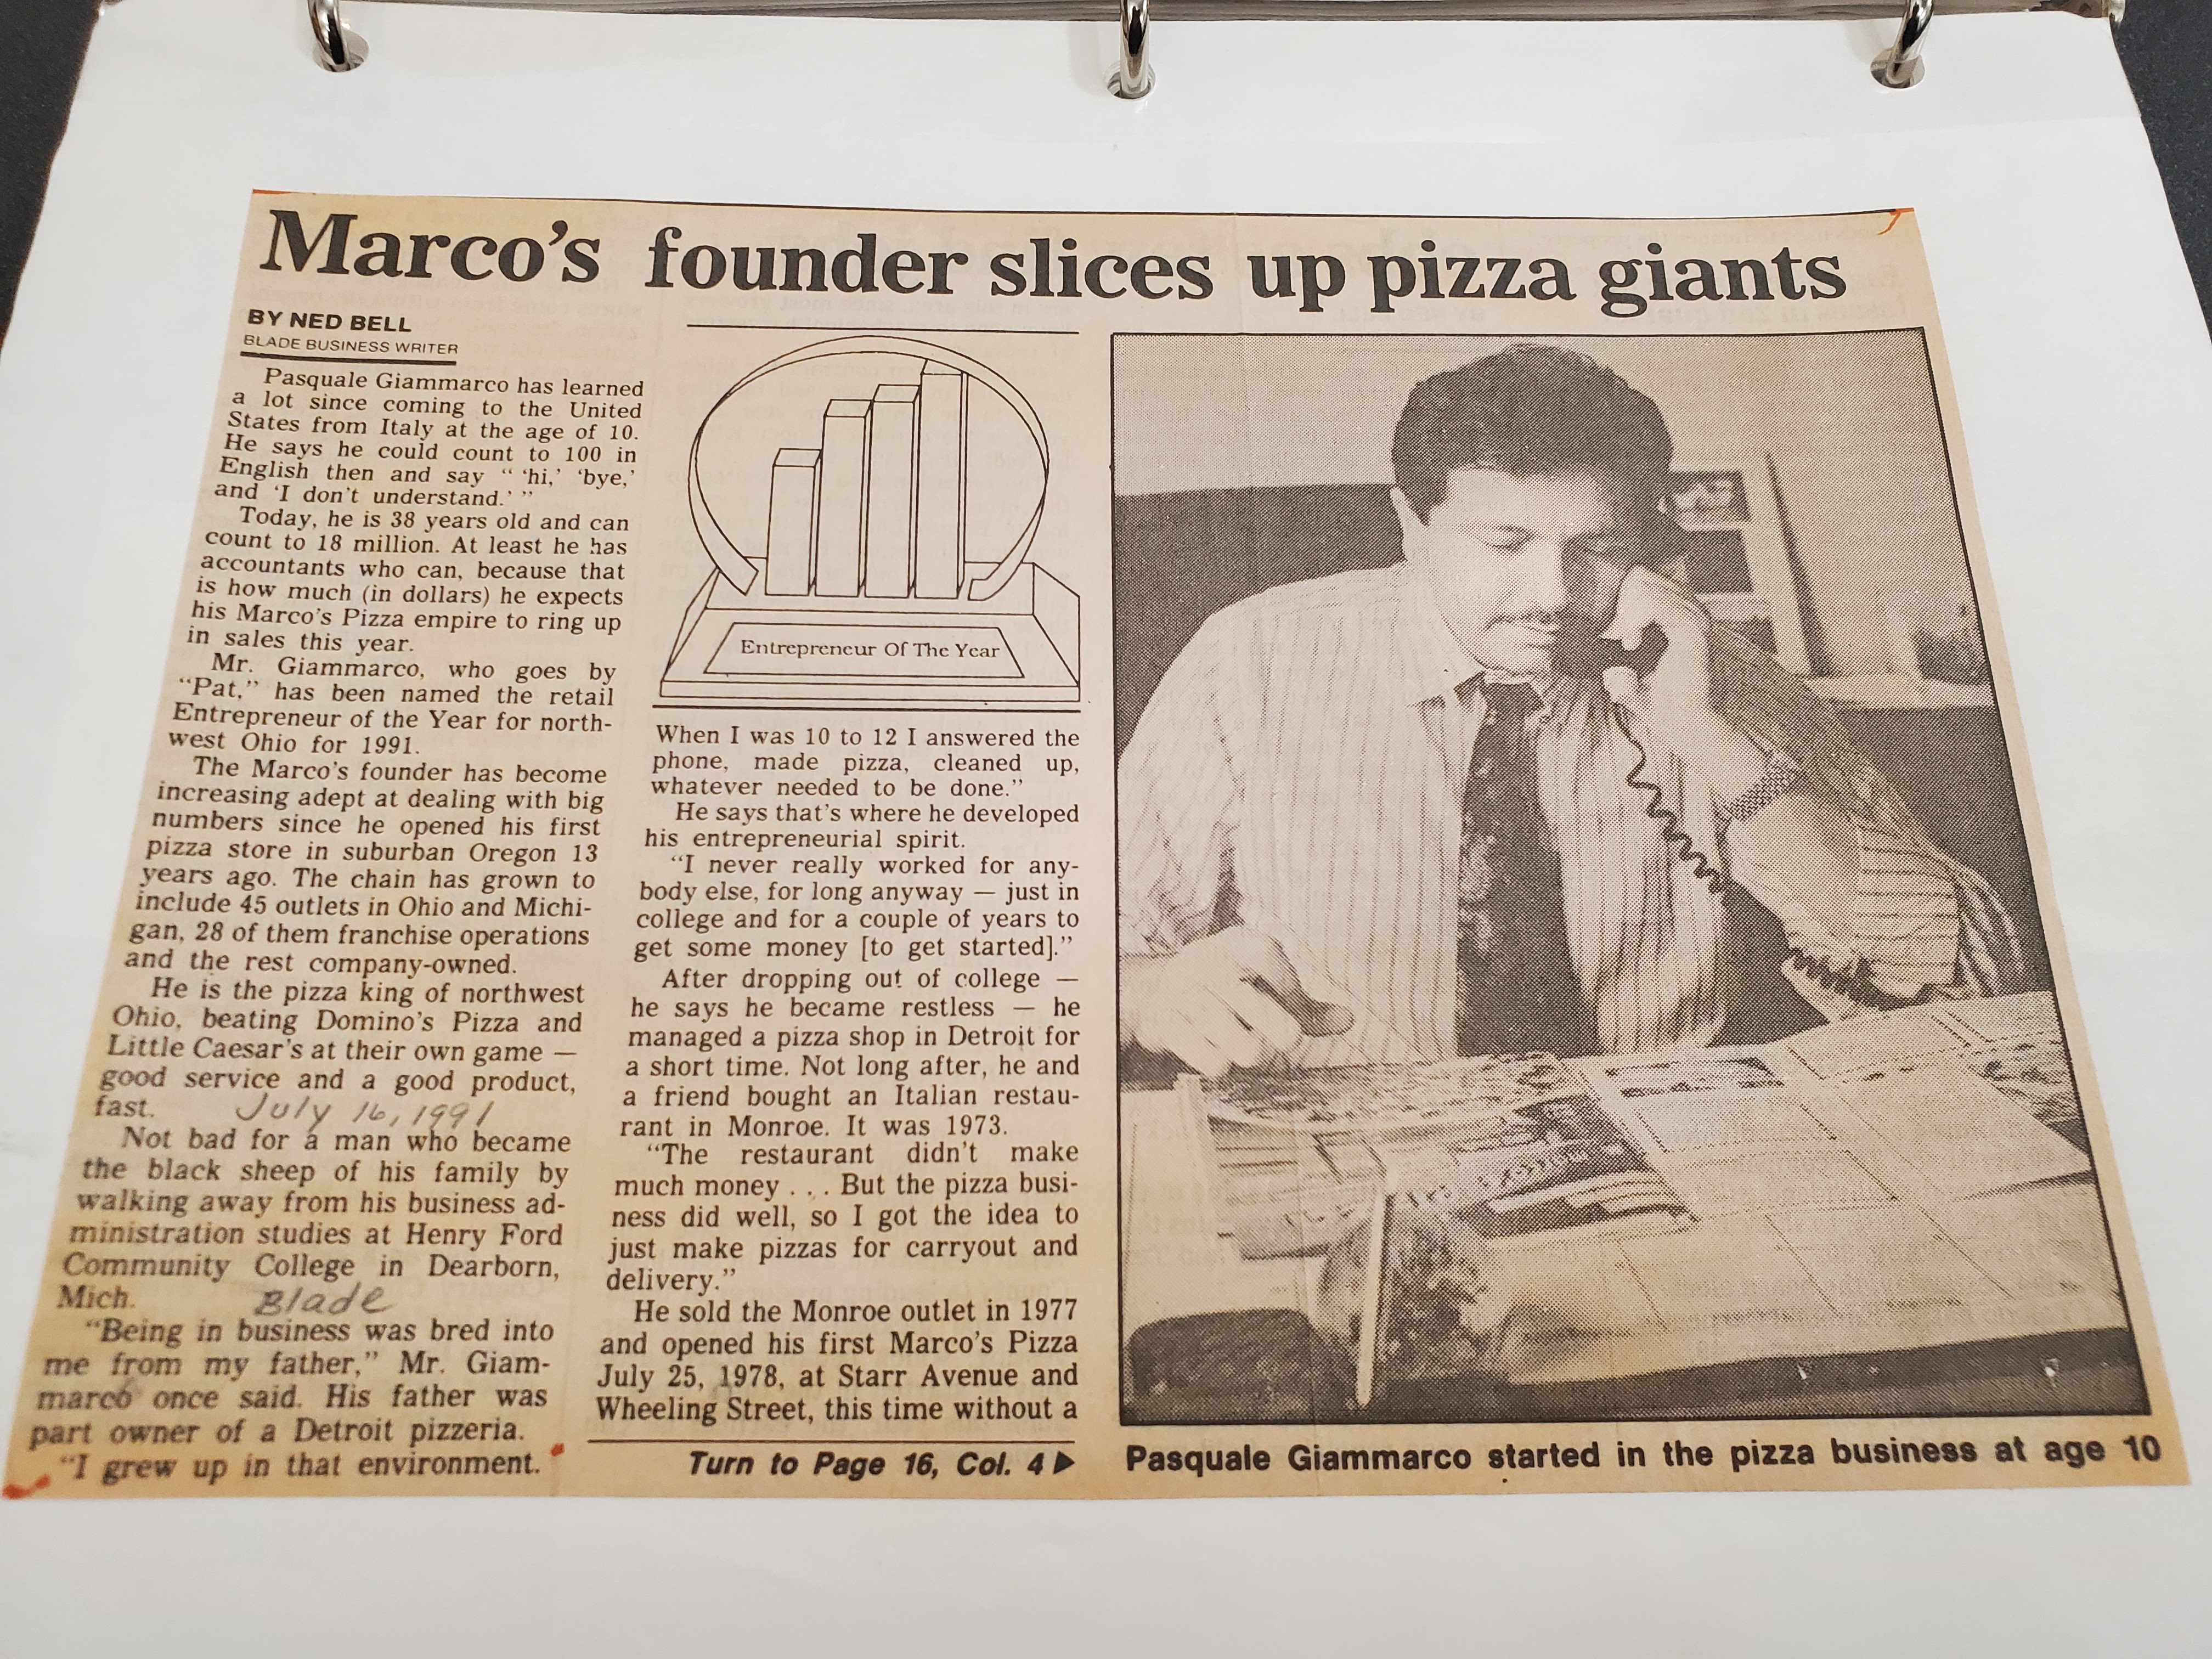 Marco's founder slices up pizza giants
BY NED BELL
BLADE BUSINESS WRITER
Pasquale Giammarco has learned
a lot since coming to the United
States from Italy at the age of 10.
He says he could count to 100 in
English then and say “ ‘hi,’ ‘bye,’
and ‘I don't understand.’ ”
Today, he is 38 years old and can
count to 18 million. At least he has
accountants who can, because that
is how much (in dollars) he expects
his Marco's Pizza empire to ring up
in sales this year.
Mr. Giammarco, who goes by
“Pat,” has been named the retail
Entrepreneur of the Year for north-
west Ohio for 1991.
The Marco's founder has become
increasing adept at dealing with big
numbers since he opened his first
pizza store in suburban Oregon 13
years ago. The chain has grown to
include 45 outlets in Ohio and Michi-
gan, 28 of them franchise operations
and the rest company-owned.
He is the pizza king of northwest
Ohio, beating Domino's Pizza and
Little Caesar's at their own game —
good service and a good product,
fast.
July 16, 1991
Not bad for a man who became
the black sheep of his family by
walking away from his business ad-
ministration studies at Henry Ford
Community College in Dearborn,
Mich.
Blade
“Being in business was bred into
me from my father,” Mr. Giam-
marco once said. His father was
part owner of a Detroit pizzeria.
“I grew up in that environment.
Entrepreneur Of The Year
When I was 10 to 12 I answered the
phone, made pizza, cleaned up,
whatever needed to be done.”
He says that's where he developed
his entrepreneurial spirit.
“I never really worked for any-
body else, for long anyway — just in
college and for a couple of years to
get some money [to get started].”
After dropping out of college —
he says he became restless — he
managed a pizza shop in Detroit for
a short time. Not long after, he and
a friend bought an Italian restau-
rant in Monroe. It was 1973.
“The restaurant didn't make
much money . . . But the pizza busi-
ness did well, so I got the idea to
just make pizzas for carryout and
delivery.”
He sold the Monroe outlet in 1977
and opened his first Marco's Pizza
July 25, 1978, at Starr Avenue and
Wheeling Street, this time without a
Turn to Page 16, Col. 4 ▶
Pasquale Giammarco started in the pizza business at age 10